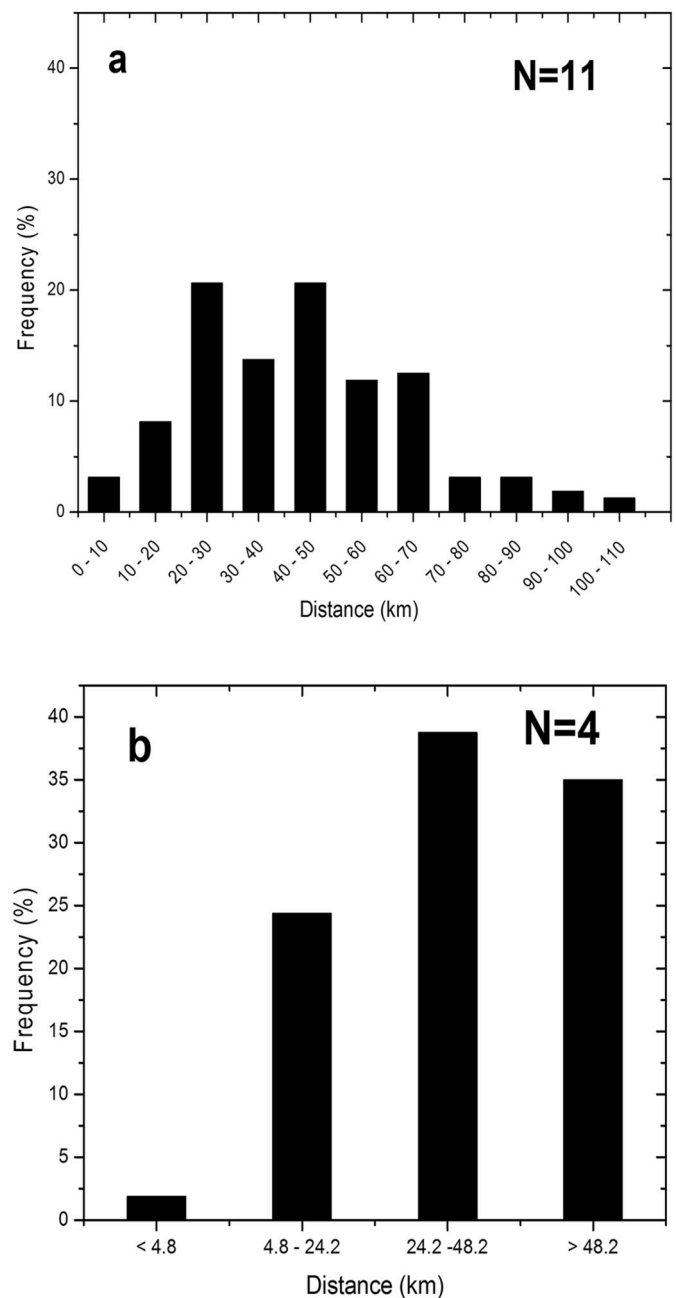 a
N=11
40
30
20
10
0
Frequency (%)
0 - 10
10 - 20
20 - 30
30 - 40
40 - 50
50 - 60
60 - 70
70 - 80
80 - 90
90 - 100
100 - 110
Distance (km)
b
N=4
40
35
30
25
20
15
10
5
0
Frequency (%)
< 4.8
4.8 - 24.2
24.2 -48.2
> 48.2
Distance (km)